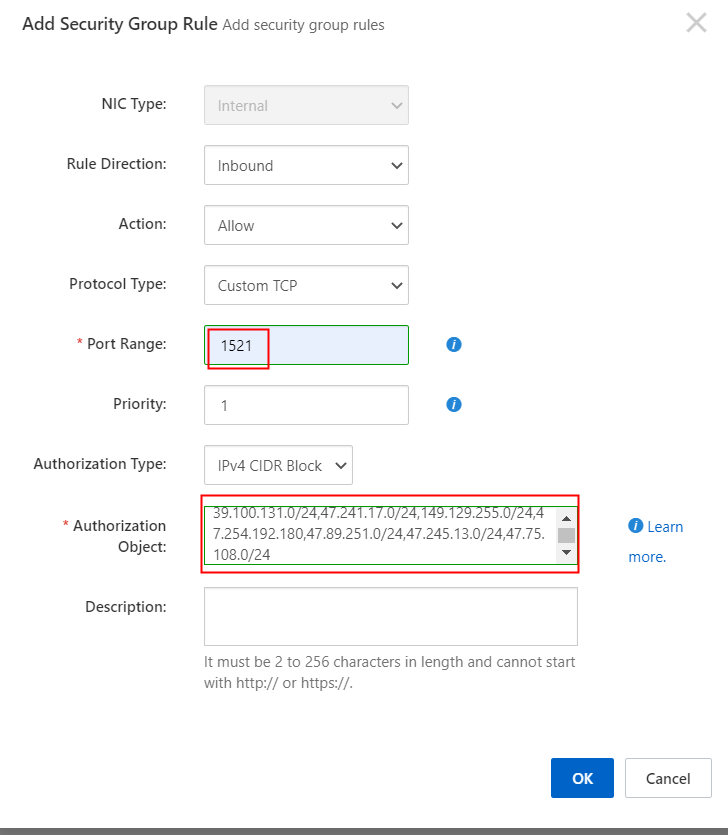 Add Security Group Rule Add security group rules
NIC Type: Internal
Rule Direction: Inbound
Action: Allow
Protocol Type: Custom TCP
* Port Range: 1521
Priority: 1
Authorization Type: IPv4 CIDR Block
* Authorization Object:
39.100.131.0/24,47.241.17.0/24,149.129.255.0/24,4
7.254.192.180,47.89.251.0/24,47.245.13.0/24,47.75.
108.0/24
Learn
more.
Description:
It must be 2 to 256 characters in length and cannot start
with http:// or https://.
OK Cancel